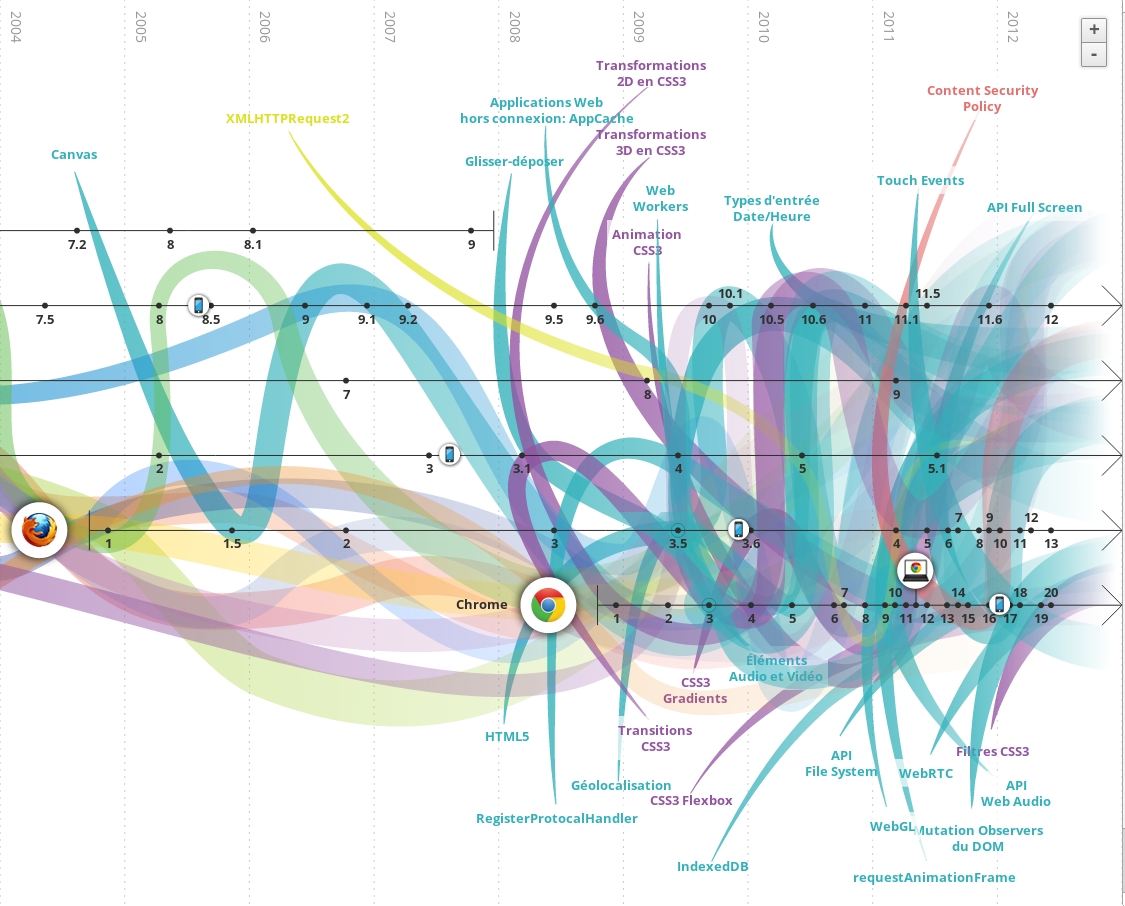 2004 2005 2006 2007 2008 2009 2010 2011 2012
+
-
Transformations
2D en CSS3
Content Security
Policy
Applications Web
hors connexion: AppCache
XMLHTTPRequest2
Transformations
3D en CSS3
Canvas
Glisser-déposer
Touch Events
Web
Workers
Types d'entrée
Date/Heure
API Full Screen
Animation
CSS3
7.2 8 8.1 9
10.1 11.5
7.5 8 8.5 9 9.1 9.2 9.5 9.6 10 10.5 10.6 11 11.1 11.6 12
7 8 9
2 3 3.1 4 5 5.1
7 9 12
1 1.5 2 3 3.5 3.6 4 5 6 8 10 11 13
7 10 14 18 20
Chrome
1 2 3 4 5 6 8 9 11 12 13 15 16 17 19
Éléments
Audio et Vidéo
CSS3
Gradients
HTML5
Transitions
CSS3
Filtres CSS3
API
File System
WebRTC
Géolocalisation
API
Web Audio
CSS3 Flexbox
RegisterProtocalHandler
WebGL
Mutation Observers
du DOM
IndexedDB
requestAnimationFrame